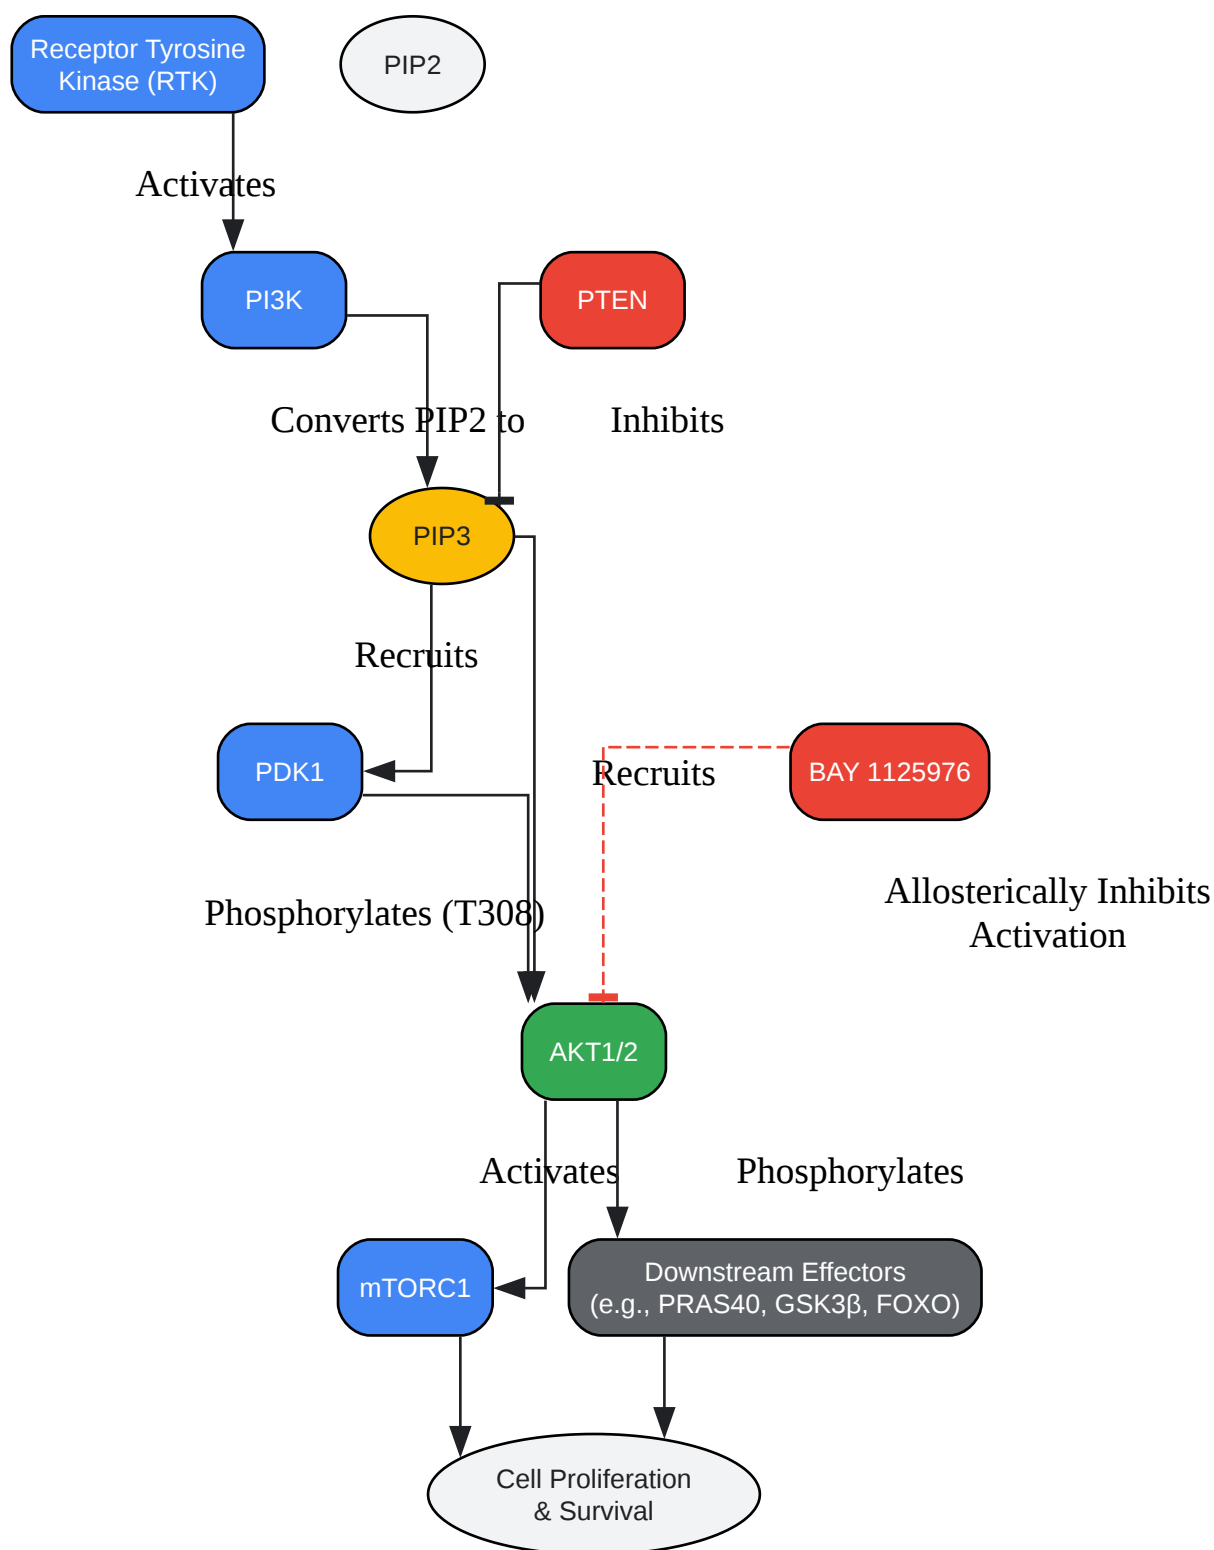 Receptor Tyrosine
Kinase (RTK)
PIP2
Activates
PI3K
PTEN
Converts PIP2 to
Inhibits
PIP3
Recruits
PDK1
Recruits
BAY 1125976
Phosphorylates (T308)
Allosterically Inhibits
Activation
AKT1/2
Activates
Phosphorylates
mTORC1
Downstream Effectors
(e.g., PRAS40, GSK3β, FOXO)
Cell Proliferation
& Survival